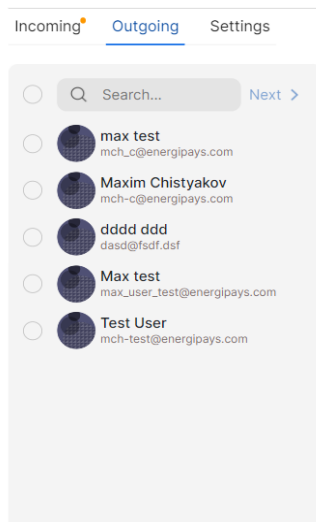 Incoming Outgoing Settings
Search... Next
max test
mch_c@energipays.com
Maxim Chistyakov
mch-c@energipays.com
dddd ddd
dasd@fsdf.dsf
Max test
max_user_test@energipays.com
Test User
mch-test@energipays.com